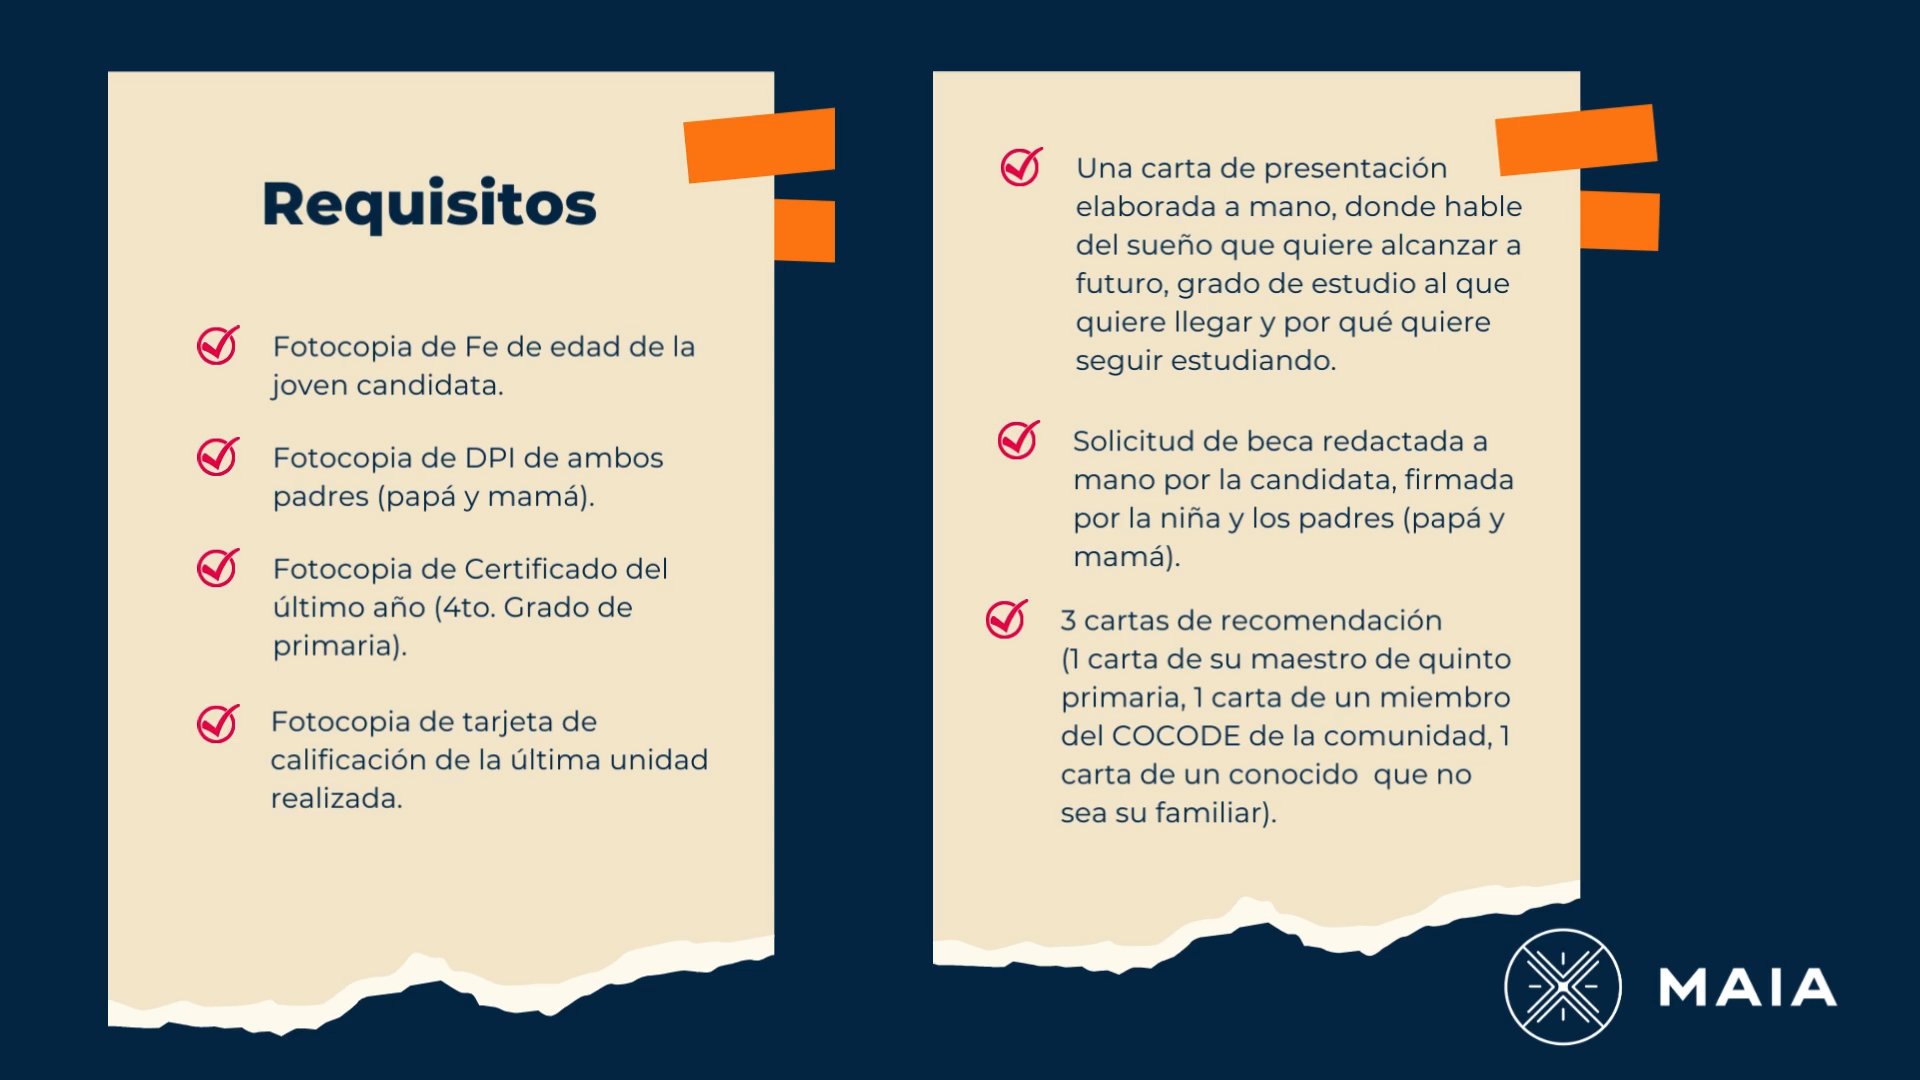 Requisitos
Fotocopia de Fe de edad de la
joven candidata.
Fotocopia de DPI de ambos
padres (papá y mamá).
Fotocopia de Certificado del
último año (4to. Grado de
primaria).
Fotocopia de tarjeta de
calificación de la última unidad
realizada.
Una carta de presentación
elaborada a mano, donde hable
del sueño que quiere alcanzar a
futuro, grado de estudio al que
quiere llegar y por qué quiere
seguir estudiando.
Solicitud de beca redactada a
mano por la candidata, firmada
por la niña y los padres (papá y
mamá).
3 cartas de recomendación
(1 carta de su maestro de quinto
primaria, 1 carta de un miembro
del COCODE de la comunidad, 1
carta de un conocido  que no
sea su familiar).
MAIA